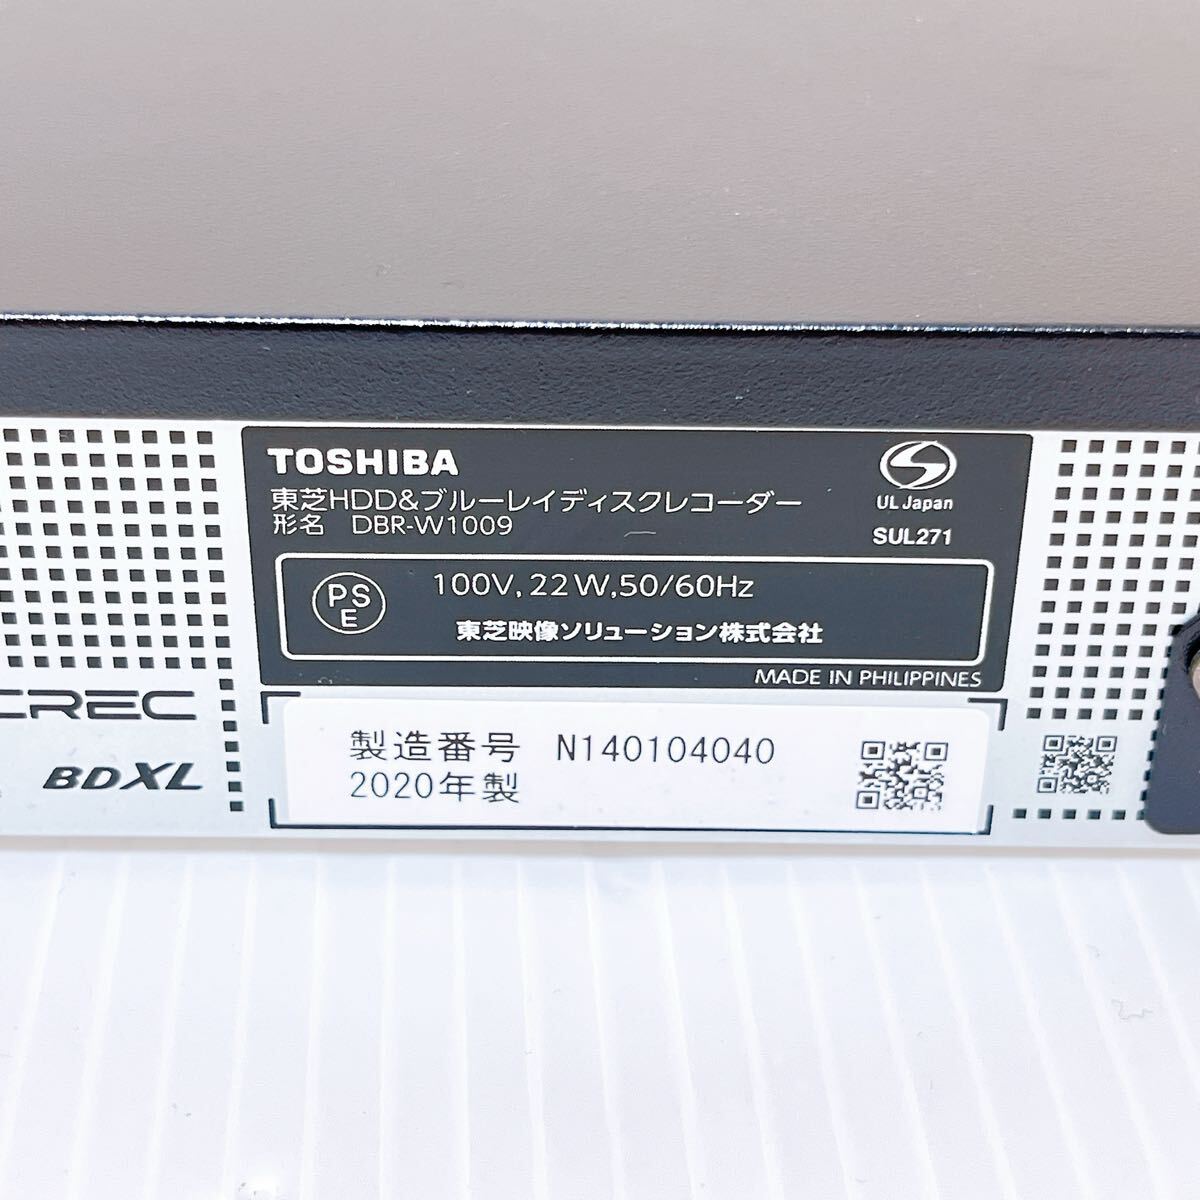 TOSHIBA
東芝HDD&ブルーレイディスクレコーダー
形名 DBR-W1009
UL Japan
SUL271
PSE
100V, 22W, 50/60Hz
東芝映像ソリューション株式会社
MADE IN PHILIPPINES
CREC
BDXL
製造番号 N140104040
2020年製